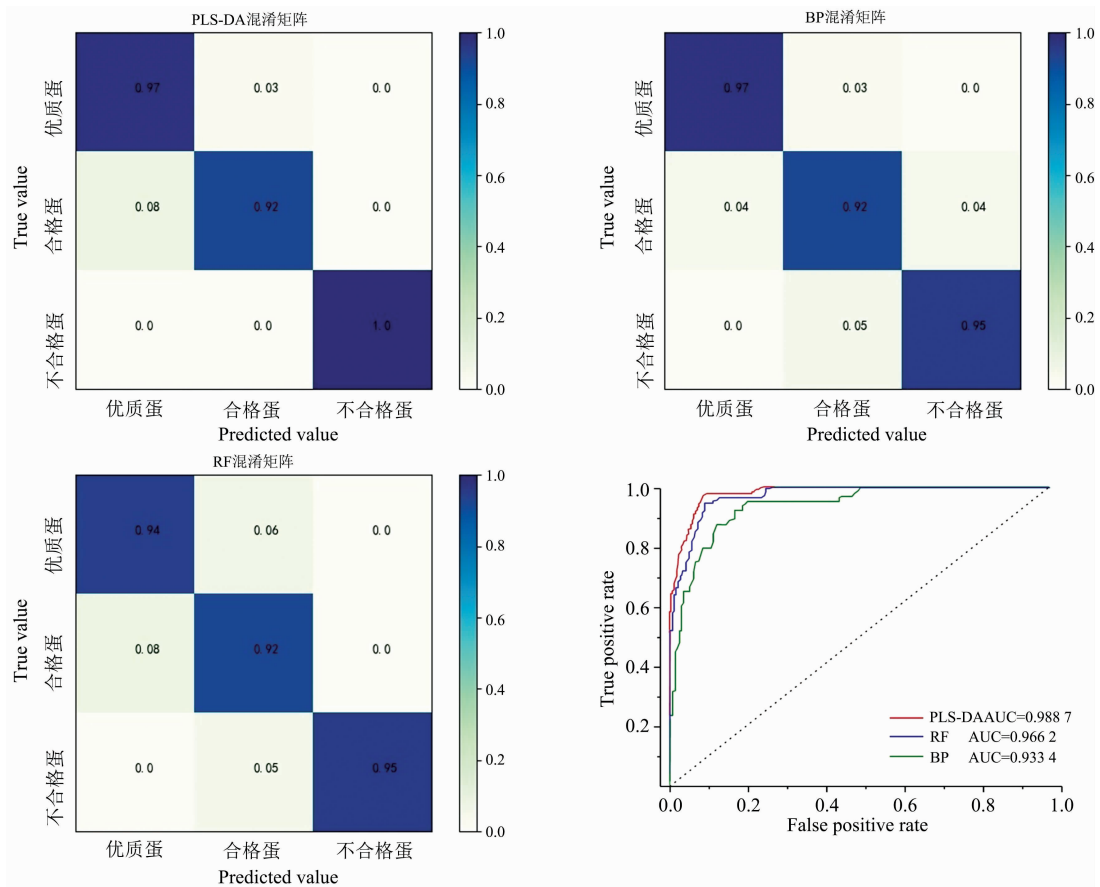 PLS-DA混淆矩阵
优质蛋 0.97 0.03 0.0
合格蛋 0.08 0.92 0.0
不合格蛋 0.0 0.0 1.0
True value
优质蛋 合格蛋 不合格蛋
Predicted value
1.0
0.8
0.6
0.4
0.2
0.0
BP混淆矩阵
优质蛋 0.97 0.03 0.0
合格蛋 0.04 0.92 0.04
不合格蛋 0.0 0.05 0.95
True value
优质蛋 合格蛋 不合格蛋
Predicted value
1.0
0.8
0.6
0.4
0.2
0.0
RF混淆矩阵
优质蛋 0.94 0.06 0.0
合格蛋 0.08 0.92 0.0
不合格蛋 0.0 0.05 0.95
True value
优质蛋 合格蛋 不合格蛋
Predicted value
1.0
0.8
0.6
0.4
0.2
0.0
True positive rate
1.0
0.8
0.6
0.4
0.2
PLS-DAAUC=0.988 7
RF AUC=0.966 2
BP AUC=0.933 4
0.0 0.2 0.4 0.6 0.8 1.0
False positive rate